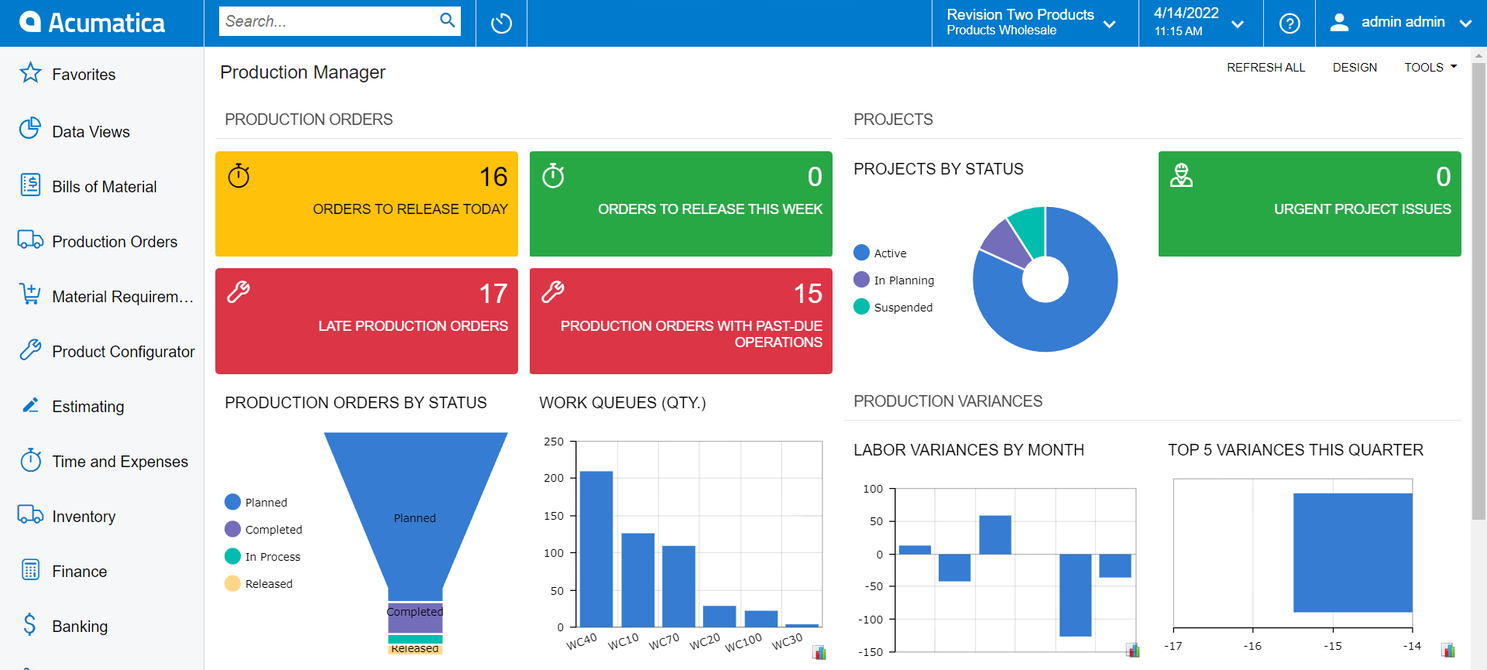 Acumatica
Search...
Revision Two Products
Products Wholesale
4/14/2022
11:15 AM
admin admin
Favorites
Data Views
Bills of Material
Production Orders
Material Requirem...
Product Configurator
Estimating
Time and Expenses
Inventory
Finance
Banking
Production Manager
REFRESH ALL
DESIGN
TOOLS
PRODUCTION ORDERS
16
ORDERS TO RELEASE TODAY
0
ORDERS TO RELEASE THIS WEEK
17
LATE PRODUCTION ORDERS
15
PRODUCTION ORDERS WITH PAST-DUE
OPERATIONS
PROJECTS
PROJECTS BY STATUS
Active
In Planning
Suspended
0
URGENT PROJECT ISSUES
PRODUCTION ORDERS BY STATUS
Planned
Completed
In Process
Released
Planned
Completed
Released
WORK QUEUES (QTY.)
250
200
150
100
50
0
WC40
WC10
WC70
WC20
WC100
WC30
PRODUCTION VARIANCES
LABOR VARIANCES BY MONTH
100
50
0
-50
-100
-150
TOP 5 VARIANCES THIS QUARTER
-17
-16
-15
-14